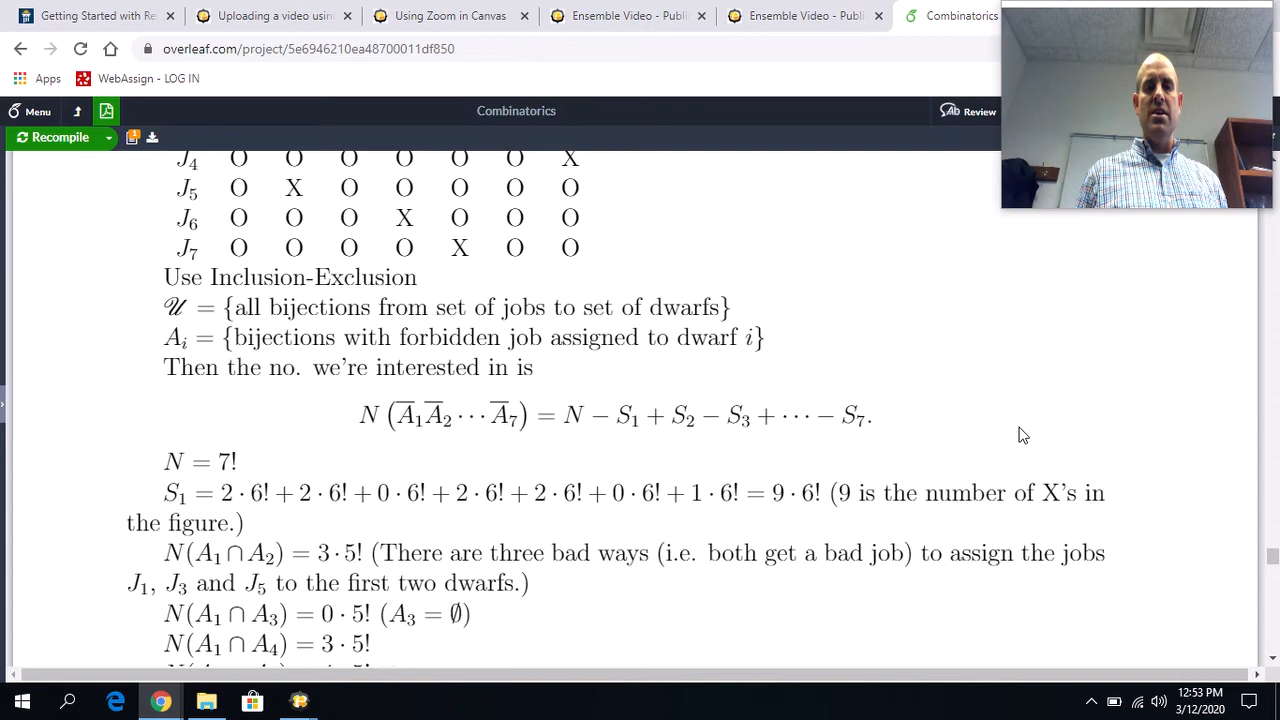 Getting Started with Re
Uploading a video usin
Using Zoom in Canvas
Ensemble Video - Publi
Ensemble Video - Publi
Combinatorics
overleaf.com/project/5e6946210ea48700011df850
Apps
WebAssign - LOG IN
Menu
Combinatorics
Review
Recompile
J₄ O O O O O O X
J₅ O X O O O O O
J₆ O O O X O O O
J₇ O O O O X O O
Use Inclusion-Exclusion
𝒰 = {all bijections from set of jobs to set of dwarfs}
Aᵢ = {bijections with forbidden job assigned to dwarf i}
Then the no. we're interested in is
N (A̅₁A̅₂ ⋯ A̅₇) = N − S₁ + S₂ − S₃ + ⋯ − S₇.
N = 7!
S₁ = 2 · 6! + 2 · 6! + 0 · 6! + 2 · 6! + 2 · 6! + 0 · 6! + 1 · 6! = 9 · 6! (9 is the number of X's in
the figure.)
N(A₁ ∩ A₂) = 3 · 5! (There are three bad ways (i.e. both get a bad job) to assign the jobs
J₁, J₃ and J₅ to the first two dwarfs.)
N(A₁ ∩ A₃) = 0 · 5! (A₃ = ∅)
N(A₁ ∩ A₄) = 3 · 5!
12:53 PM
3/12/2020